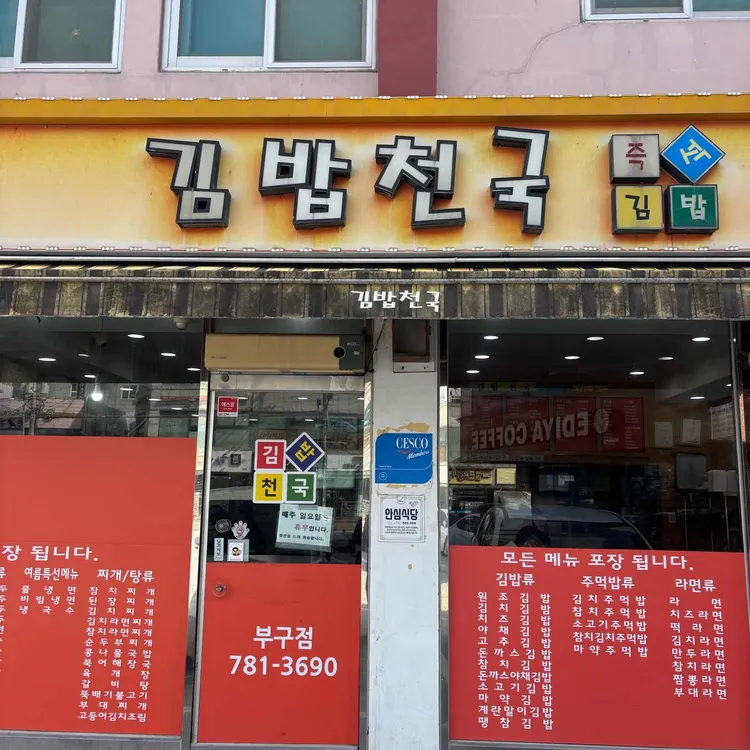 김밥천국
즉석
김밥
김밥천국
CESCO
Members
안심식당
김밥
천국
매주 일요일은
휴무입니다.
부구점
781-3690
EDIYA COFFEE
장 됩니다.
류 여름특선메뉴 찌개/탕류
물냉면
비빔냉면
냉국수
참치찌개
된장찌개
김치찌개
김치라면찌개
참치라면찌개
순두부찌개
콩나물국밥
북어해장국
육개장
갈비탕
뚝배기불고기
부대찌개
고등어김치조림
모든 메뉴 포장 됩니다.
김밥류 주먹밥류 라면류
원조김밥
김치김밥
치즈김밥
야채김밥
고추김밥
돈까스김밥
참치김밥
돈까스야채김밥
소고기김밥
마약김밥
계란말이김밥
땡참김밥
김치주먹밥
참치주먹밥
소고기주먹밥
참치김치주먹밥
마약주먹밥
라면
치즈라면
떡라면
김치라면
만두라면
참치라면
짬뽕라면
부대라면